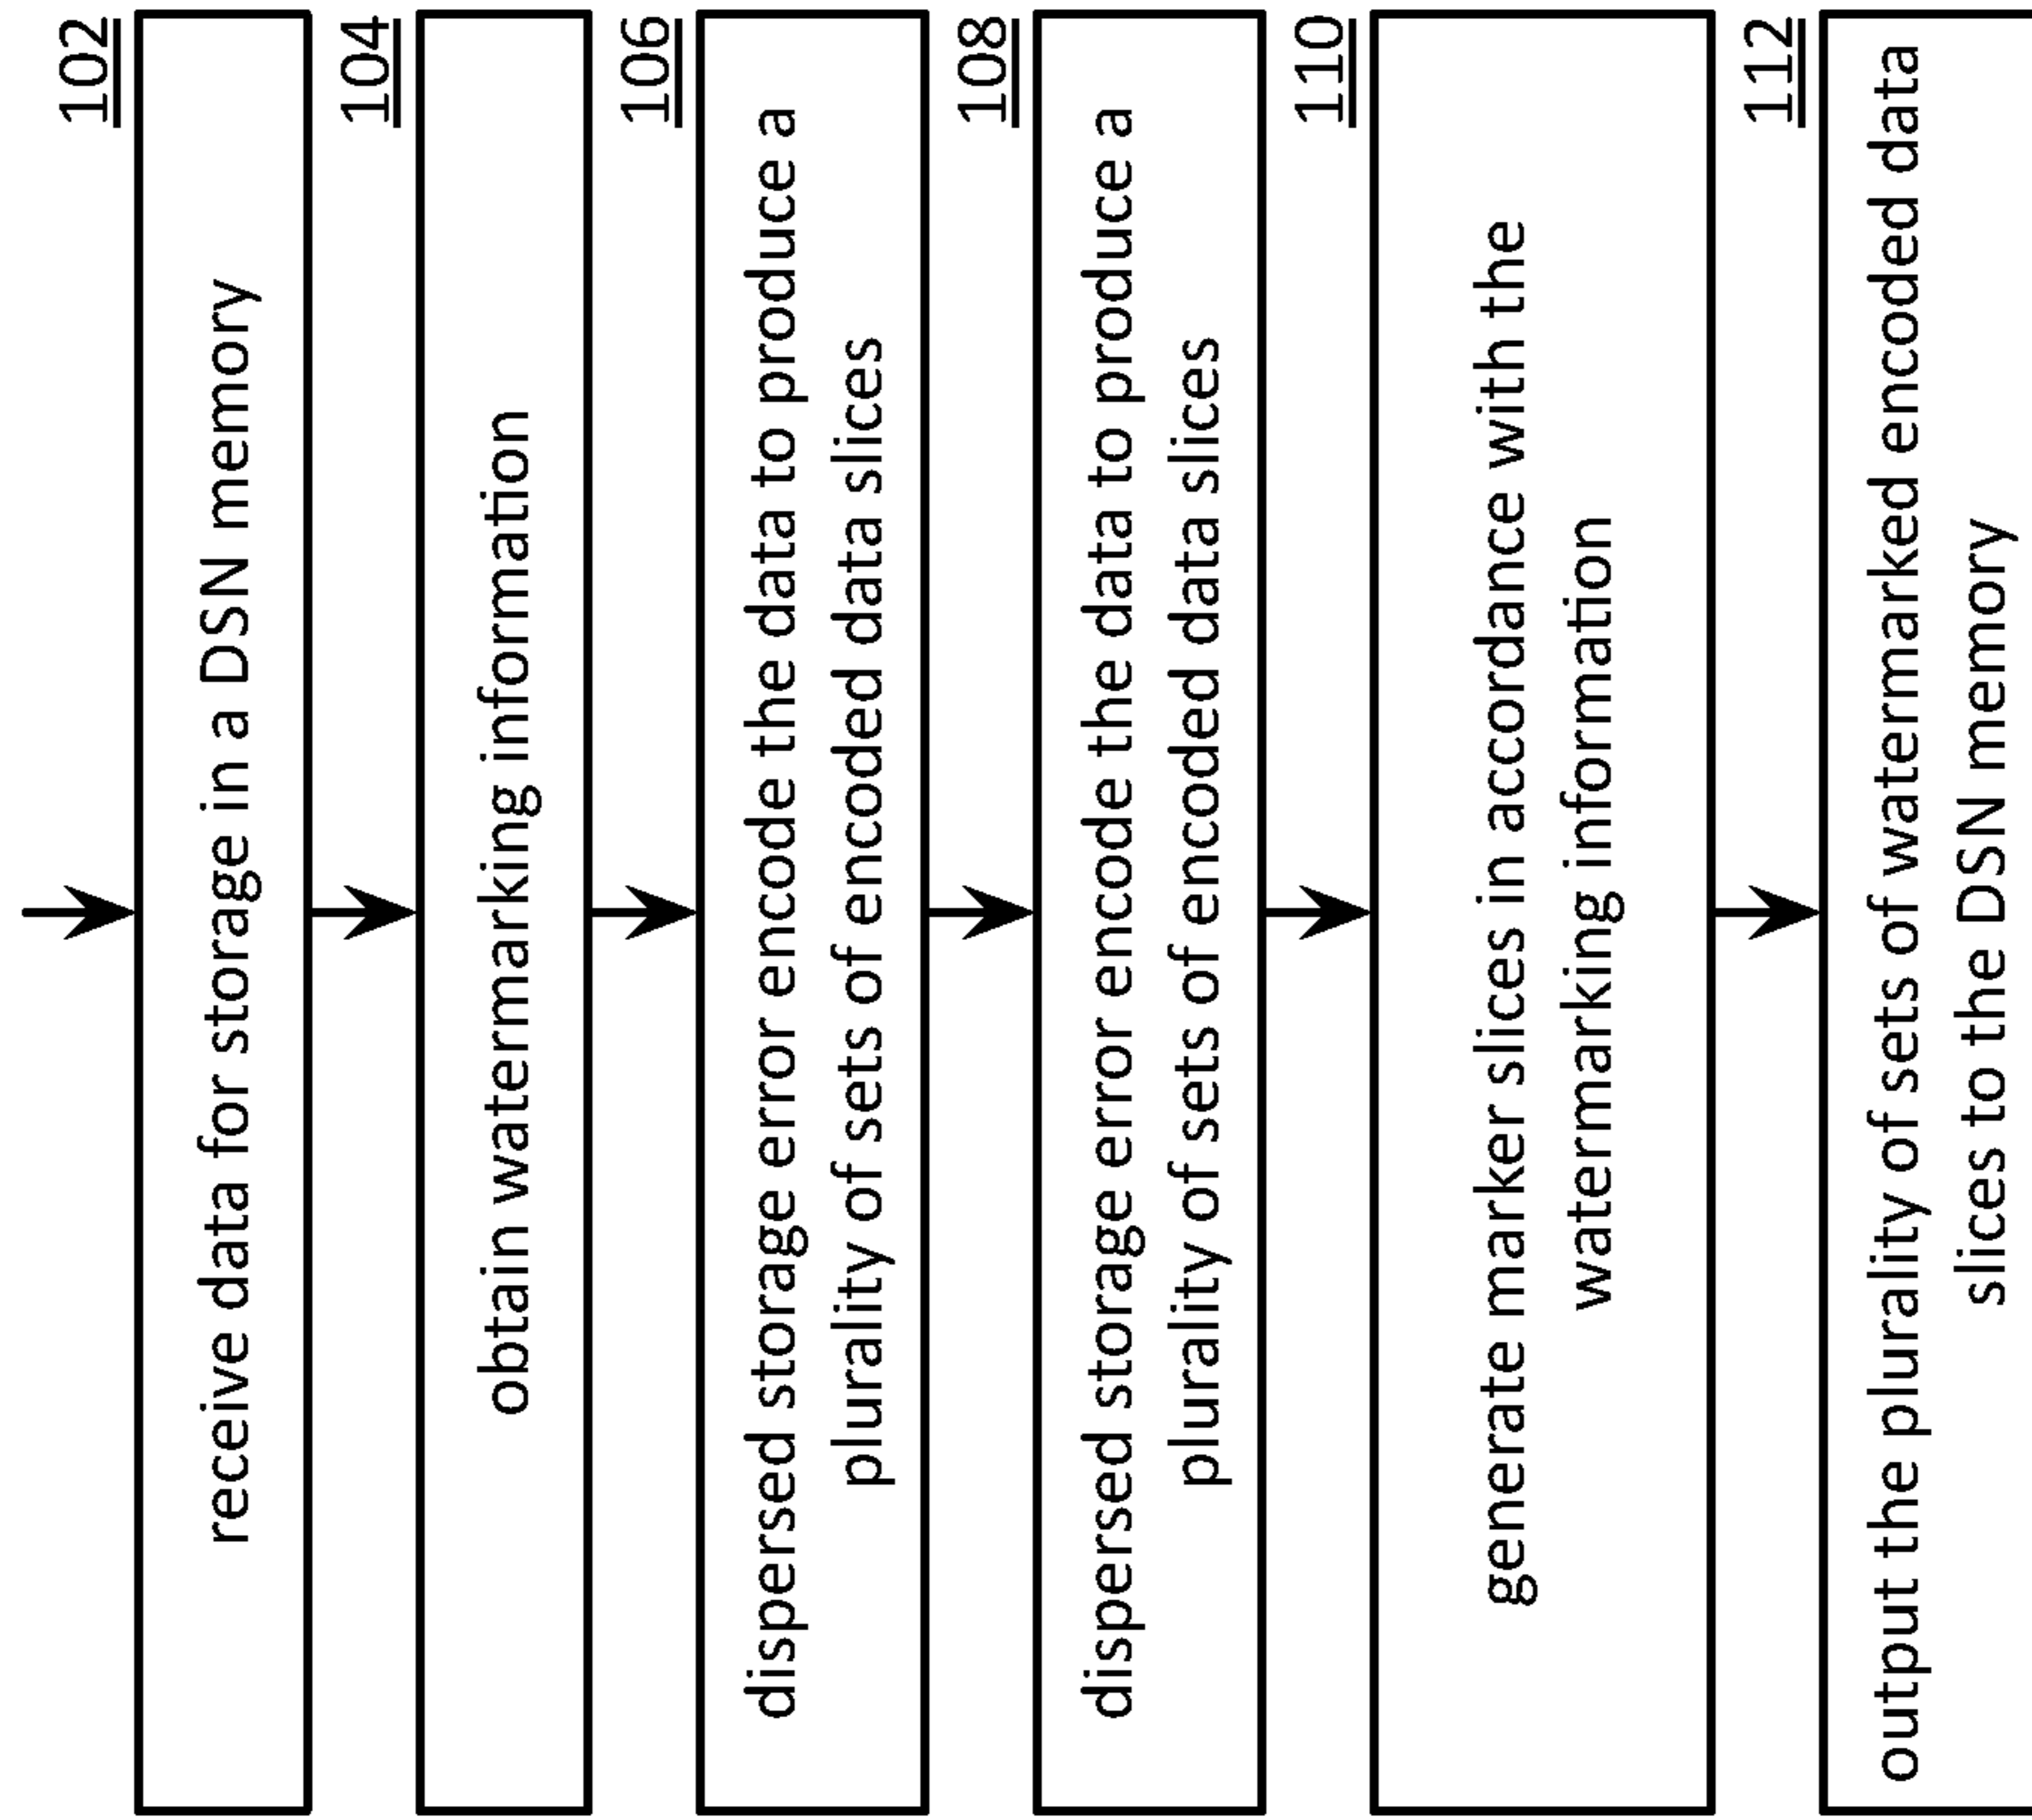 102
receive data for storage in a DSN memory
104
obtain watermarking information
106
dispersed storage error encode the data to produce a
plurality of sets of encoded data slices
108
dispersed storage error encode the data to produce a
plurality of sets of encoded data slices
110
generate marker slices in accordance with the
watermarking information
112
output the plurality of sets of watermarked encoded data
slices to the DSN memory